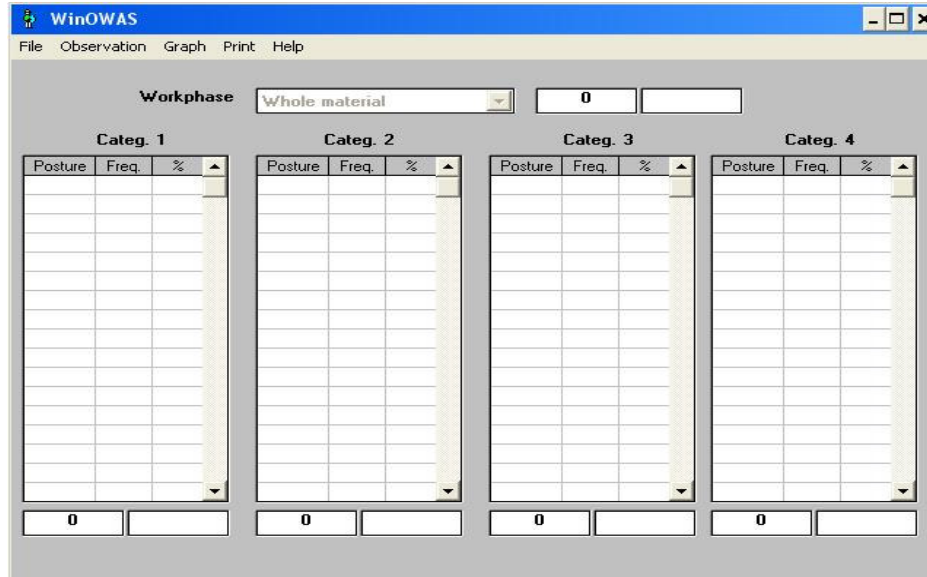 WinOWAS
File Observation Graph Print Help
Workphase Whole material 0
Categ. 1 Categ. 2 Categ. 3 Categ. 4
Posture Freq. % Posture Freq. % Posture Freq. % Posture Freq. %
0 0 0 0